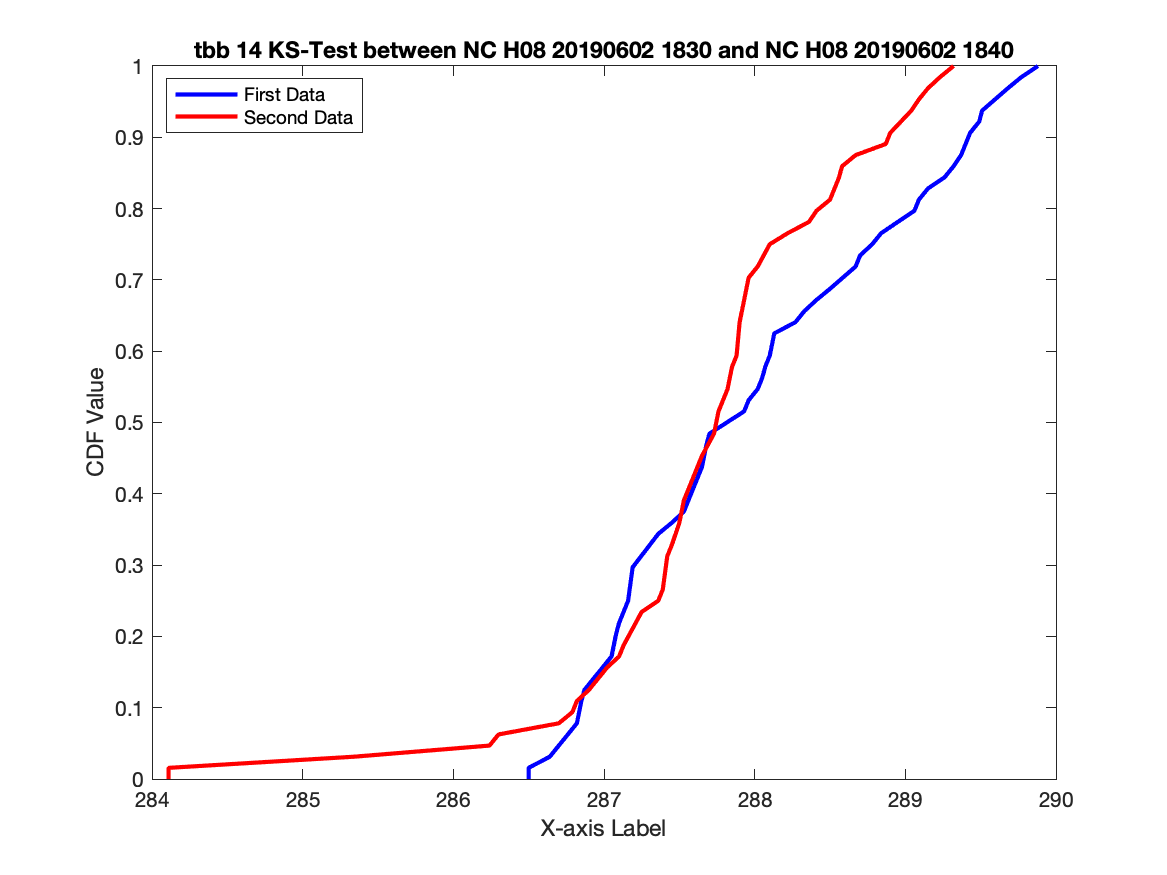 tbb 14 KS-Test between NC H08 20190602 1830 and NC H08 20190602 1840
First Data
Second Data
1
0.9
0.8
0.7
0.6
0.5
0.4
0.3
0.2
0.1
0
CDF Value
284 285 286 287 288 289 290
X-axis Label